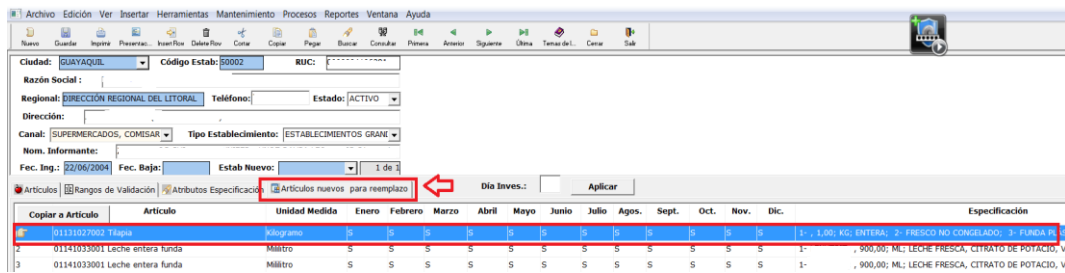 Archivo Edición Ver Insertar Herramientas Mantenimiento Procesos Reportes Ventana Ayuda
Nuevo Guardar Imprimir Presentac... Insert Row Delete Row Cortar Copiar Pegar Buscar Consultar Primera Anterior Siguiente Última Temas de l... Cerrar Salir
Ciudad: GUAYAQUIL Código Estab: 50002 RUC:
Razón Social :
Regional: DIRECCIÓN REGIONAL DEL LITORAL Teléfono: Estado: ACTIVO
Dirección:
Canal: SUPERMERCADOS, COMISAR Tipo Establecimiento: ESTABLECIMIENTOS GRANI
Nom. Informante:
Fec. Ing.: 22/06/2004 Fec. Baja: Estab Nuevo: 1 de 1
Artículos Rangos de Validación Atributos Especificación Artículos nuevos para reemplazo Día Inves.: Aplicar
Copiar a Artículo Artículo Unidad Medida Enero Febrero Marzo Abril Mayo Junio Julio Agos. Sept. Oct. Nov. Dic. Especificación
01131027002 Tilapia Kilogramo S S S S S S S S S S S S 1- , 1,00; KG; ENTERA; 2- FRESCO NO CONGELADO; 3- FUNDA
2 01141033001 Leche entera funda Mililitro S S S S S S S S S S S S 1- , 900,00; ML; LECHE FRESCA, CITRATO DE POTACIO, V
3 01141033001 Leche entera funda Mililitro S S S S S S S S S S S S 1- , 900,00; ML; LECHE FRESCA, CITRATO DE POTACIO, V